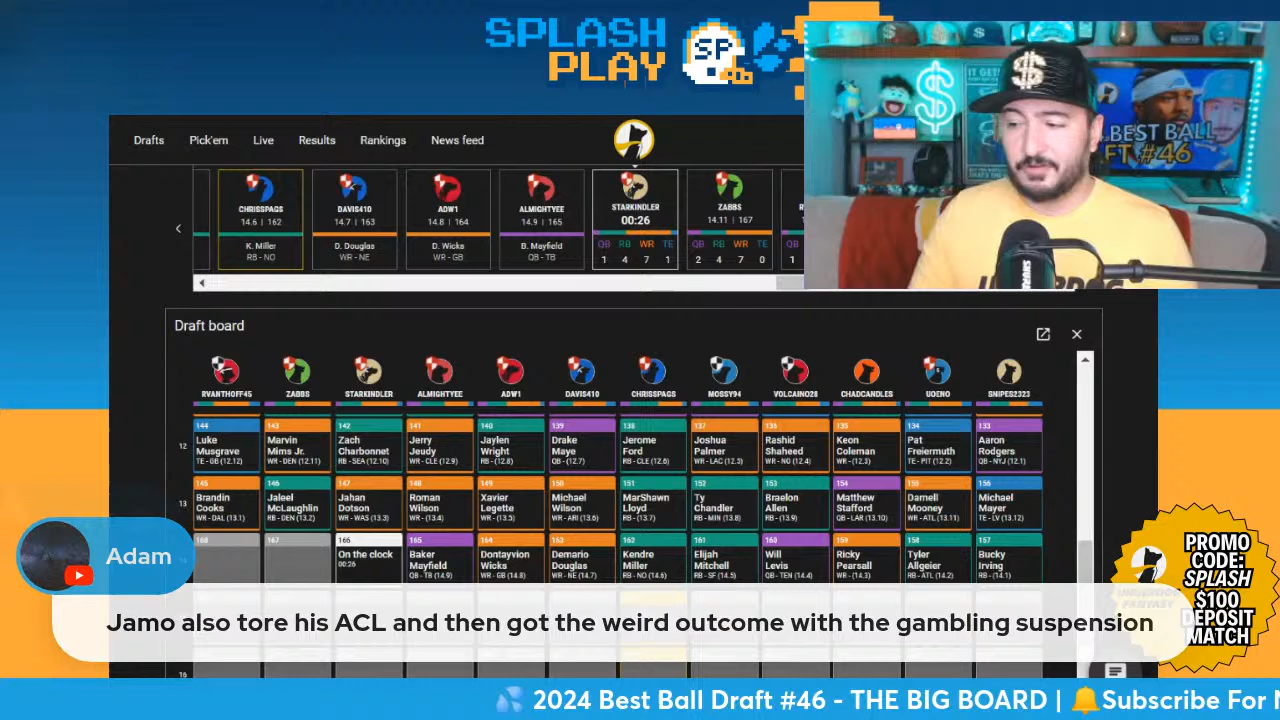 SPLASH
PLAY
SP
$
$
IT GETS
BEST BALL
FT #46
Drafts Pick'em Live Results Rankings News feed
CHRISSPAGS DAVIS410 ADW1 ALMIGHTYEE STARKINDLER ZABBS
14.6 | 162 14.7 | 163 14.8 | 164 14.9 | 165 00:26 14.11 | 167
K. Miller D. Douglas D. Wicks B. Mayfield QB RB WR TE QB RB WR TE QB
RB - NO WR - NE WR - GB QB - TB 1 4 7 1 2 4 7 0 1
Draft board
RVANTHOFF45 ZABBS STARKINDLER ALMIGHTYEE ADW1 DAVIS410 CHRISSPAGS MOSSY94 VOLCAINO28 CHADCANDLES UOENO SNIPES2323
12
144 143 142 141 140 139 138 137 136 135 134 133
Luke Marvin Zach Jerry Jaylen Drake Jerome Joshua Rashid Keon Pat Aaron
Musgrave Mims Jr. Charbonnet Jeudy Wright Maye Ford Palmer Shaheed Coleman Freiermuth Rodgers
TE - GB (12.12) WR - DEN (12.11) RB - SEA (12.10) WR - CLE (12.9) RB - (12.8) QB - (12.7) RB - CLE (12.6) WR - LAC (12.5) WR - NO (12.4) WR - (12.3) TE - PIT (12.2) QB - NYJ (12.1)
13
145 146 147 148 149 150 151 152 153 154 155 156
Brandin Jaleel Jahan Roman Xavier Michael MarShawn Ty Braelon Matthew Darnell Michael
Cooks McLaughlin Dotson Wilson Legette Wilson Lloyd Chandler Allen Stafford Mooney Mayer
WR - DAL (13.1) RB - DEN (13.2) WR - WAS (13.3) WR - (13.4) WR - (13.5) WR - ARI (13.6) RB - (13.7) RB - MIN (13.8) RB - (13.9) QB - LAR (13.10) WR - ATL (13.11) TE - LV (13.12)
168 167 166 165 164 163 162 161 160 159 158 157
On the clock Baker Dontayvion Demario Kendre Elijah Will Ricky Tyler Bucky
00:26 Mayfield Wicks Douglas Miller Mitchell Levis Pearsall Allgeier Irving
QB - TB (14.9) WR - GB (14.8) WR - NE (14.7) RB - NO (14.6) RB - SF (14.5) QB - TEN (14.4) WR - (14.3) RB - ATL (14.2) RB - (14.1)
Adam
Jamo also tore his ACL and then got the weird outcome with the gambling suspension
PROMO
CODE:
SPLASH
$100
DEPOSIT
MATCH
UNDERDOG
FANTASY
2024 Best Ball Draft #46 - THE BIG BOARD | Subscribe For